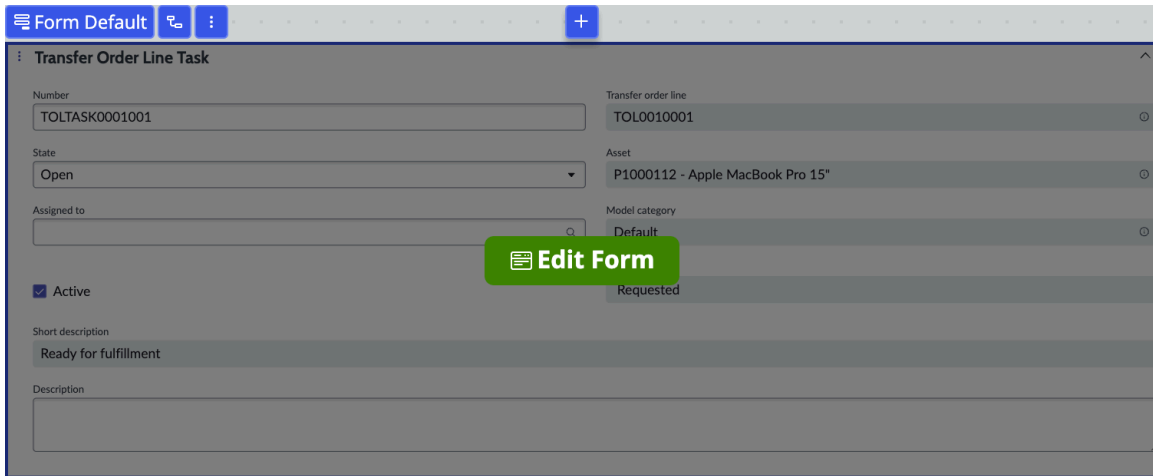 Form Default
Transfer Order Line Task
Number
TOLTASK0001001
Transfer order line
TOL0010001
State
Open
Asset
P1000112 - Apple MacBook Pro 15"
Assigned to
Model category
Default
Edit Form
Active
Requested
Short description
Ready for fulfillment
Description